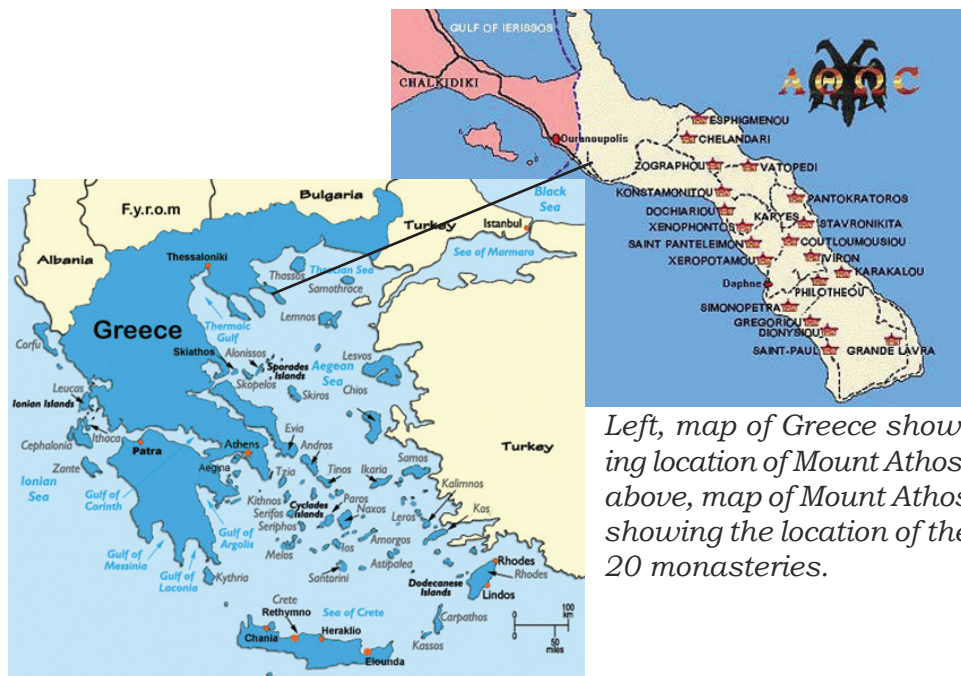 GULF OF IERISSOS
CHALKIDIKI
ΑΘΩC
Ouranoupolis
ESPHIGMENOU
CHELANDARI
ZOGRAPHOU
VATOPEDI
KONSTAMONITOU
PANTOKRATOROS
DOCHIARIOU
KARYES
STAVRONIKITA
XENOPHONTOS
SAINT PANTELEIMON
COUTLOUMOUSIOU
XEROPOTAMOU
IVIRON
KARAKALOU
Daphne
PHILOTHEOU
SIMONOPETRA
GREGORIOU
DIONYSIOU
SAINT-PAUL
GRANDE LAVRA
Bulgaria
Black
Sea
F.y.rom
Turkey
Istanbul
Albania
Sea of Marmara
Thessaloniki
Thassos
Thracian Sea
Samothrace
Greece
Thermaic
Gulf
Lemnos
Corfu
Skiathos
Alonissos
Sporades
Islands
Aegean
Sea
Lesvos
Skopelos
Skiros
Chios
Leucas
Ionian Islands
Ithaca
Cephalonia
Patra
Athens
Evia
Andros
Turkey
Zante
Aegina
Tzia
Tinos
Ikaria
Samos
Ionian
Sea
Gulf of
Corinth
Kithnos
Cyclades
Islands
Paros
Naxos
Kalimnos
Serifos
Seriphos
Leros
Kos
Gulf of
Argolis
Gulf of
Messinia
Gulf of
Laconia
Melos
Ios
Amorgos
Astipalea
Santorini
Kythria
Rhodes
Rhodes
Dodecanese
Islands
Lindos
Crete
Rethymno
Sea of Crete
Chania
Heraklio
Elounda
Carpathos
Kassos
0
100
km
0
50
miles
Left, map of Greece show
ing location of Mount Athos
above, map of Mount Athos
showing the location of the
20 monasteries.